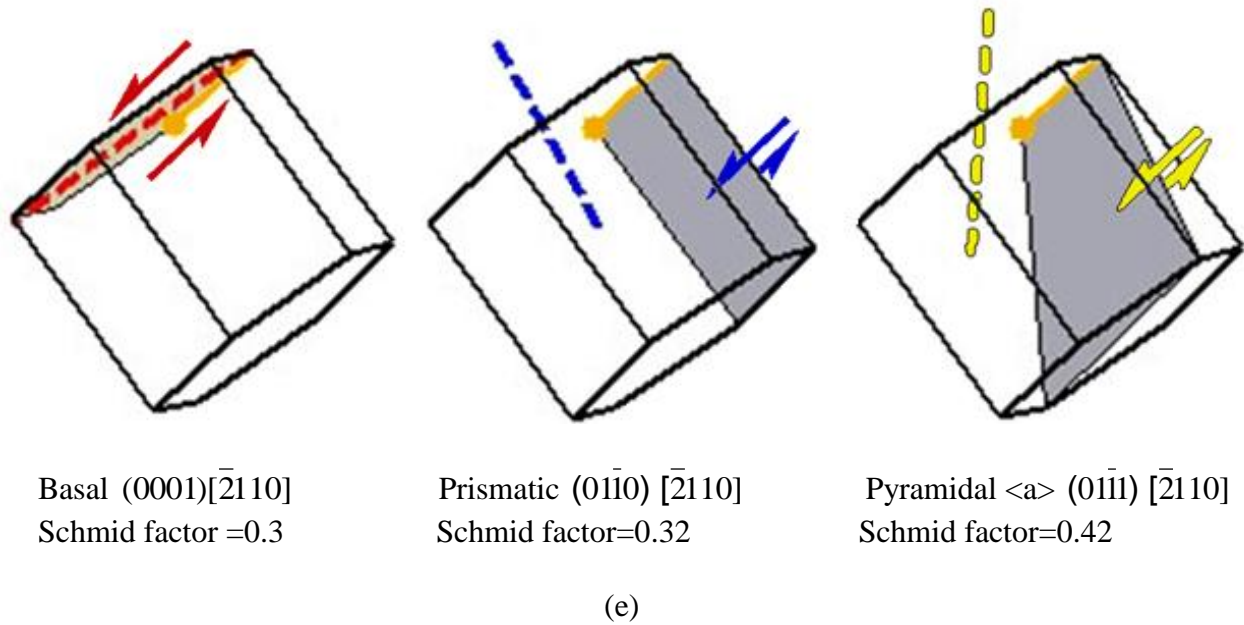 Basal (0001)[2̄110]
Schmid factor =0.3
Prismatic (011̄0) [2̄110]
Schmid factor=0.32
Pyramidal <a> (011̄1) [2̄110]
Schmid factor=0.42
(e)